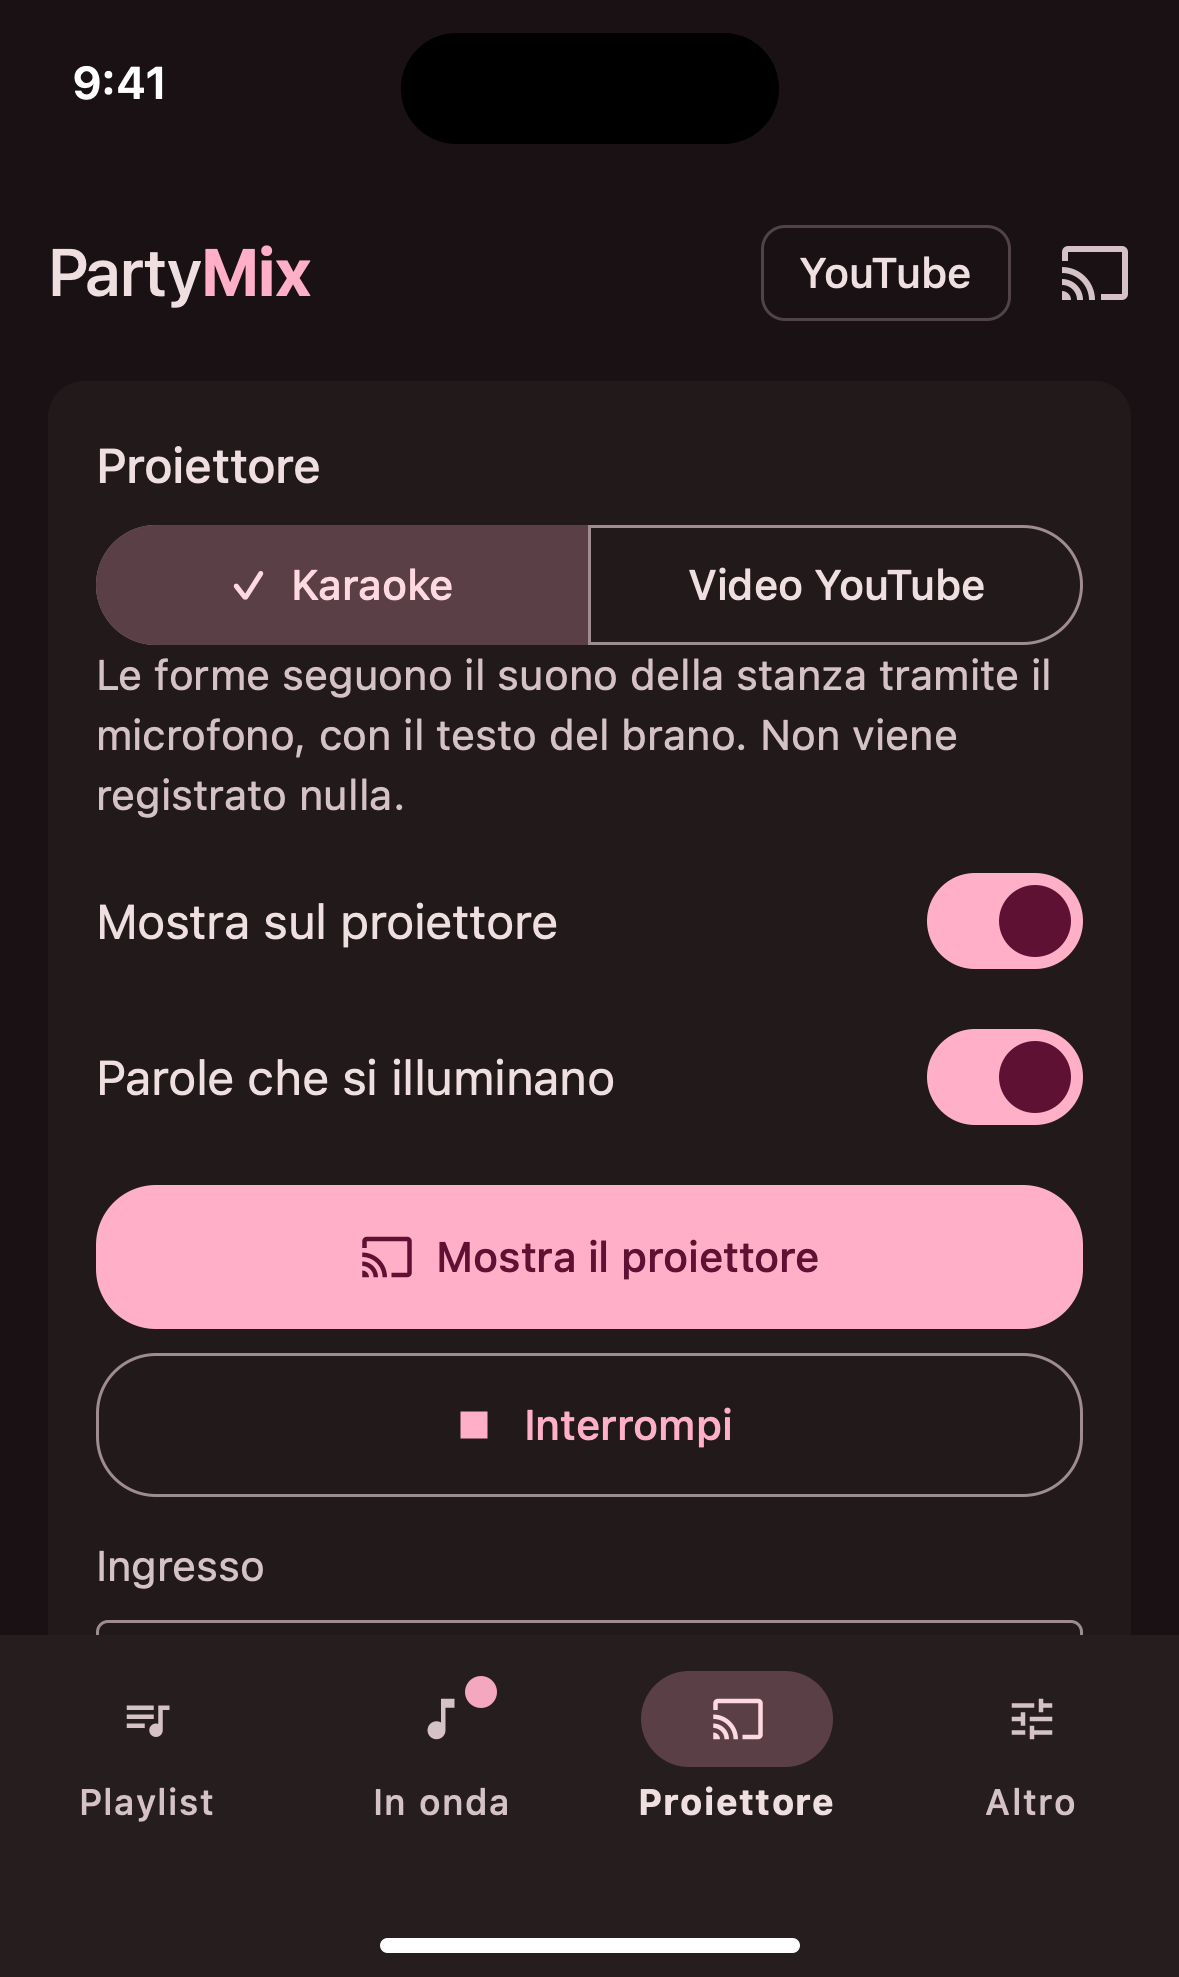 9:41
PartyMix
YouTube
Proiettore
Karaoke
Video YouTube
Le forme seguono il suono della stanza tramite il
microfono, con il testo del brano. Non viene
registrato nulla.
Mostra sul proiettore
Parole che si illuminano
Mostra il proiettore
Interrompi
Ingresso
Playlist
In onda
Proiettore
Altro